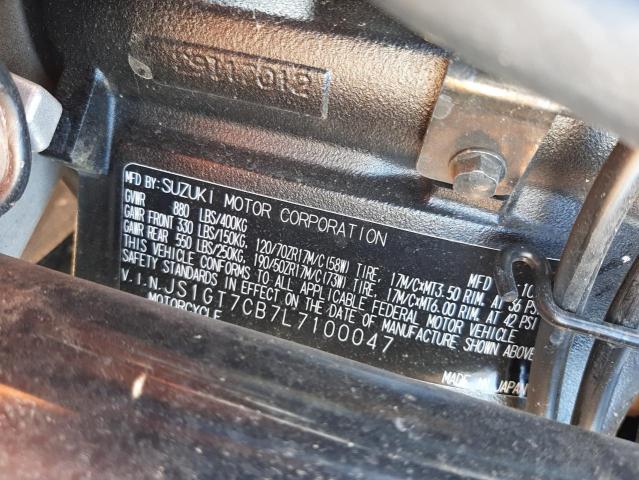 MFD BY: SUZUKI MOTOR CORPORATION
GVWR 880 LBS/400KG MFD
GAWR FRONT 330 LBS/150KG, 120/70ZR17M/C(58W) TIRE, 17M/C×MT3.50 RIM, AT 36 PSI
GAWR REAR 550 LBS/250KG, 190/50ZR17M/C(73W) TIRE, 17M/C×MT6.00 RIM, AT 42 PSI
THIS VEHICLE CONFORMS TO ALL APPLICABLE FEDERAL MOTOR VEHICLE
SAFETY STANDARDS IN EFFECT ON THE DATE OF MANUFACTURE SHOWN ABOVE
V.I.N. JS1GT7CB7L7100047
MOTORCYCLE MADE IN JAPAN